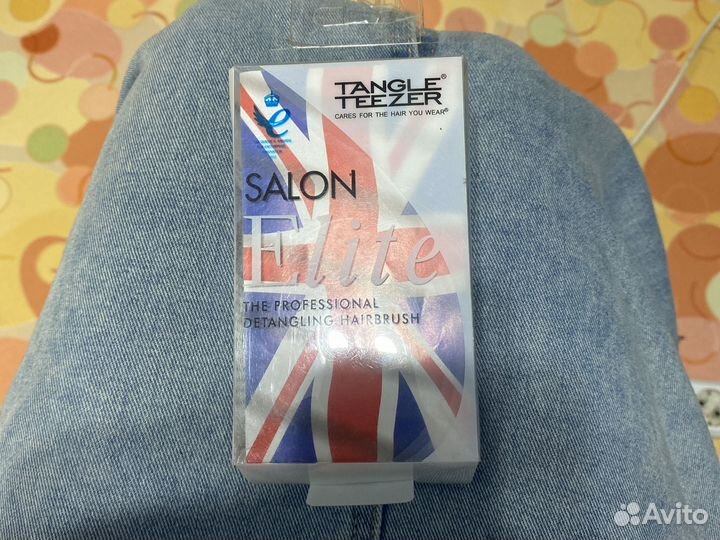 TANGLE®
TEEZER
CARES FOR THE HAIR YOU WEAR®
SALON
Elite
THE PROFESSIONAL
DETANGLING HAIRBRUSH
Avito